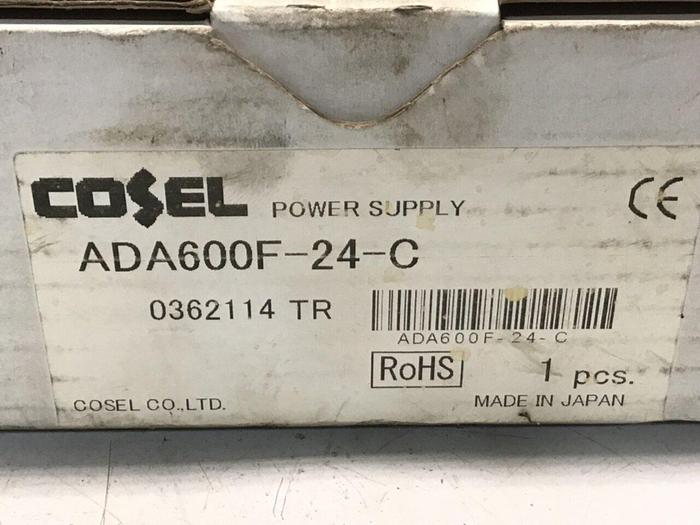 COSEL POWER SUPPLY CE
ADA600F-24-C
0362114 TR
ADA600F-24-C
RoHS 1 pcs.
COSEL CO.,LTD. MADE IN JAPAN